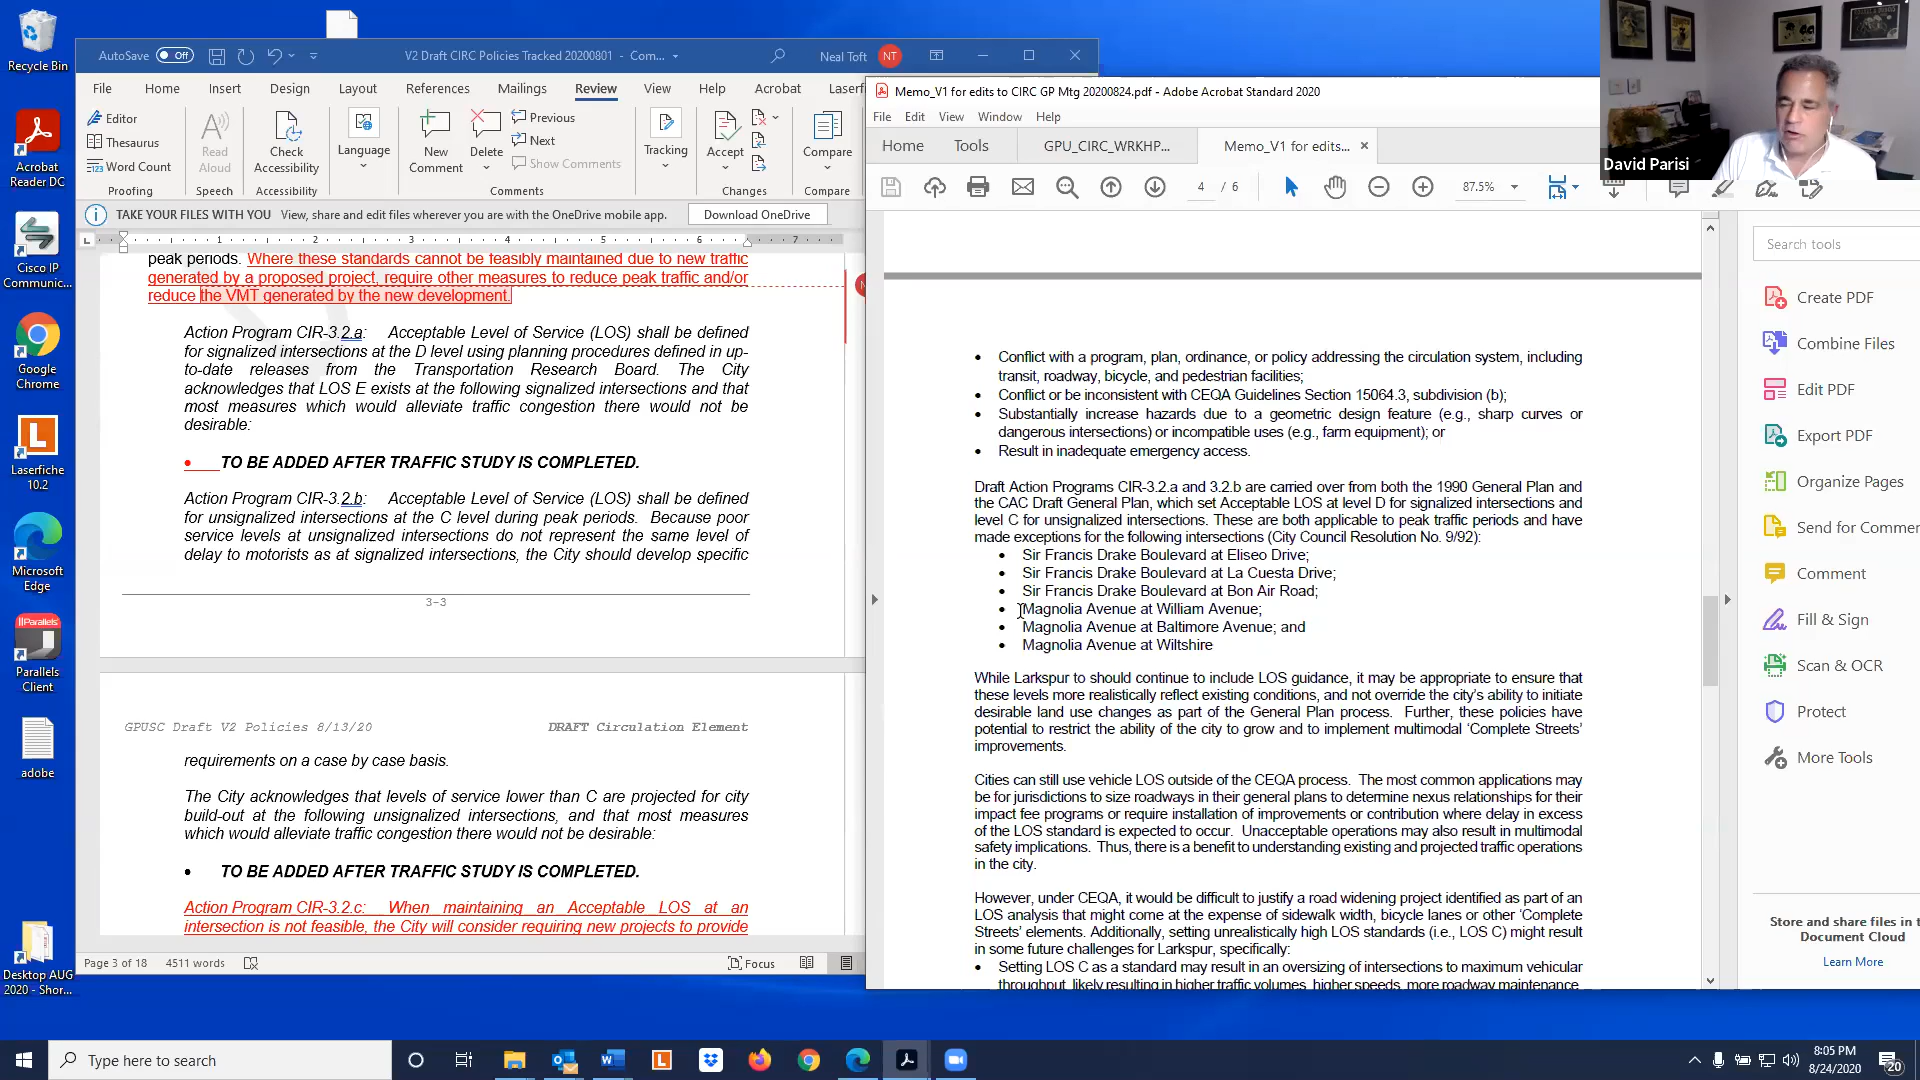 Recycle Bin
Acrobat
Reader DC
Cisco IP
Communic...
Google
Chrome
Laserfiche
10.2
Microsoft
Edge
Parallels
Parallels
Client
adobe
Desktop AUG
2020 - Shor...
AutoSave Off
V2 Draft CIRC Policies Tracked 20200801 - Com...
Neal Toft NT
File Home Insert Design Layout References Mailings Review View Help Acrobat Laserf
Editor
Thesaurus
Word Count
Proofing
Read
Aloud
Speech
Check
Accessibility
Accessibility
Language
New
Comment
Delete
Previous
Next
Show Comments
Comments
Tracking
Accept
Changes
Compare
Compare
TAKE YOUR FILES WITH YOU View, share and edit files wherever you are with the OneDrive mobile app. Download OneDrive
1 2 3 4 5 6 7
peak periods. Where these standards cannot be feasibly maintained due to new traffic
generated by a proposed project, require other measures to reduce peak traffic and/or
reduce the VMT generated by the new development.
Action Program CIR-3.2.a: Acceptable Level of Service (LOS) shall be defined
for signalized intersections at the D level using planning procedures defined in up-
to-date releases from the Transportation Research Board. The City
acknowledges that LOS E exists at the following signalized intersections and that
most measures which would alleviate traffic congestion there would not be
desirable:
• TO BE ADDED AFTER TRAFFIC STUDY IS COMPLETED.
Action Program CIR-3.2.b: Acceptable Level of Service (LOS) shall be defined
for unsignalized intersections at the C level during peak periods. Because poor
service levels at unsignalized intersections do not represent the same level of
delay to motorists as at signalized intersections, the City should develop specific
3-3
GPUSC Draft V2 Policies 8/13/20 DRAFT Circulation Element
requirements on a case by case basis.
The City acknowledges that levels of service lower than C are projected for city
build-out at the following unsignalized intersections, and that most measures
which would alleviate traffic congestion there would not be desirable:
• TO BE ADDED AFTER TRAFFIC STUDY IS COMPLETED.
Action Program CIR-3.2.c: When maintaining an Acceptable LOS at an
intersection is not feasible, the City will consider requiring new projects to provide
Page 3 of 18 4511 words Focus
Memo_V1 for edits to CIRC GP Mtg 20200824.pdf - Adobe Acrobat Standard 2020
File Edit View Window Help
Home Tools GPU_CIRC_WRKHP... Memo_V1 for edits... ×
4 / 6 87.5%
• Conflict with a program, plan, ordinance, or policy addressing the circulation system, including
transit, roadway, bicycle, and pedestrian facilities;
• Conflict or be inconsistent with CEQA Guidelines Section 15064.3, subdivision (b);
• Substantially increase hazards due to a geometric design feature (e.g., sharp curves or
dangerous intersections) or incompatible uses (e.g., farm equipment); or
• Result in inadequate emergency access.
Draft Action Programs CIR-3.2.a and 3.2.b are carried over from both the 1990 General Plan and
the CAC Draft General Plan, which set Acceptable LOS at level D for signalized intersections and
level C for unsignalized intersections. These are both applicable to peak traffic periods and have
made exceptions for the following intersections (City Council Resolution No. 9/92):
• Sir Francis Drake Boulevard at Eliseo Drive;
• Sir Francis Drake Boulevard at La Cuesta Drive;
• Sir Francis Drake Boulevard at Bon Air Road;
• Magnolia Avenue at William Avenue;
• Magnolia Avenue at Baltimore Avenue; and
• Magnolia Avenue at Wiltshire
While Larkspur to should continue to include LOS guidance, it may be appropriate to ensure that
these levels more realistically reflect existing conditions, and not override the city's ability to initiate
desirable land use changes as part of the General Plan process. Further, these policies have
potential to restrict the ability of the city to grow and to implement multimodal 'Complete Streets'
improvements.
Cities can still use vehicle LOS outside of the CEQA process. The most common applications may
be for jurisdictions to size roadways in their general plans to determine nexus relationships for their
impact fee programs or require installation of improvements or contribution where delay in excess
of the LOS standard is expected to occur. Unacceptable operations may also result in multimodal
safety implications. Thus, there is a benefit to understanding existing and projected traffic operations
in the city.
However, under CEQA, it would be difficult to justify a road widening project identified as part of an
LOS analysis that might come at the expense of sidewalk width, bicycle lanes or other 'Complete
Streets' elements. Additionally, setting unrealistically high LOS standards (i.e., LOS C) might result
in some future challenges for Larkspur, specifically:
• Setting LOS C as a standard may result in an oversizing of intersections to maximum vehicular
throughput, likely resulting in higher traffic volumes, higher speeds, more roadway maintenance,
David Parisi
Search tools
Create PDF
Combine Files
Edit PDF
Export PDF
Organize Pages
Send for Commer
Comment
Fill & Sign
Scan & OCR
Protect
More Tools
Store and share files in t
Document Cloud
Learn More
Type here to search
8:05 PM
8/24/2020
20